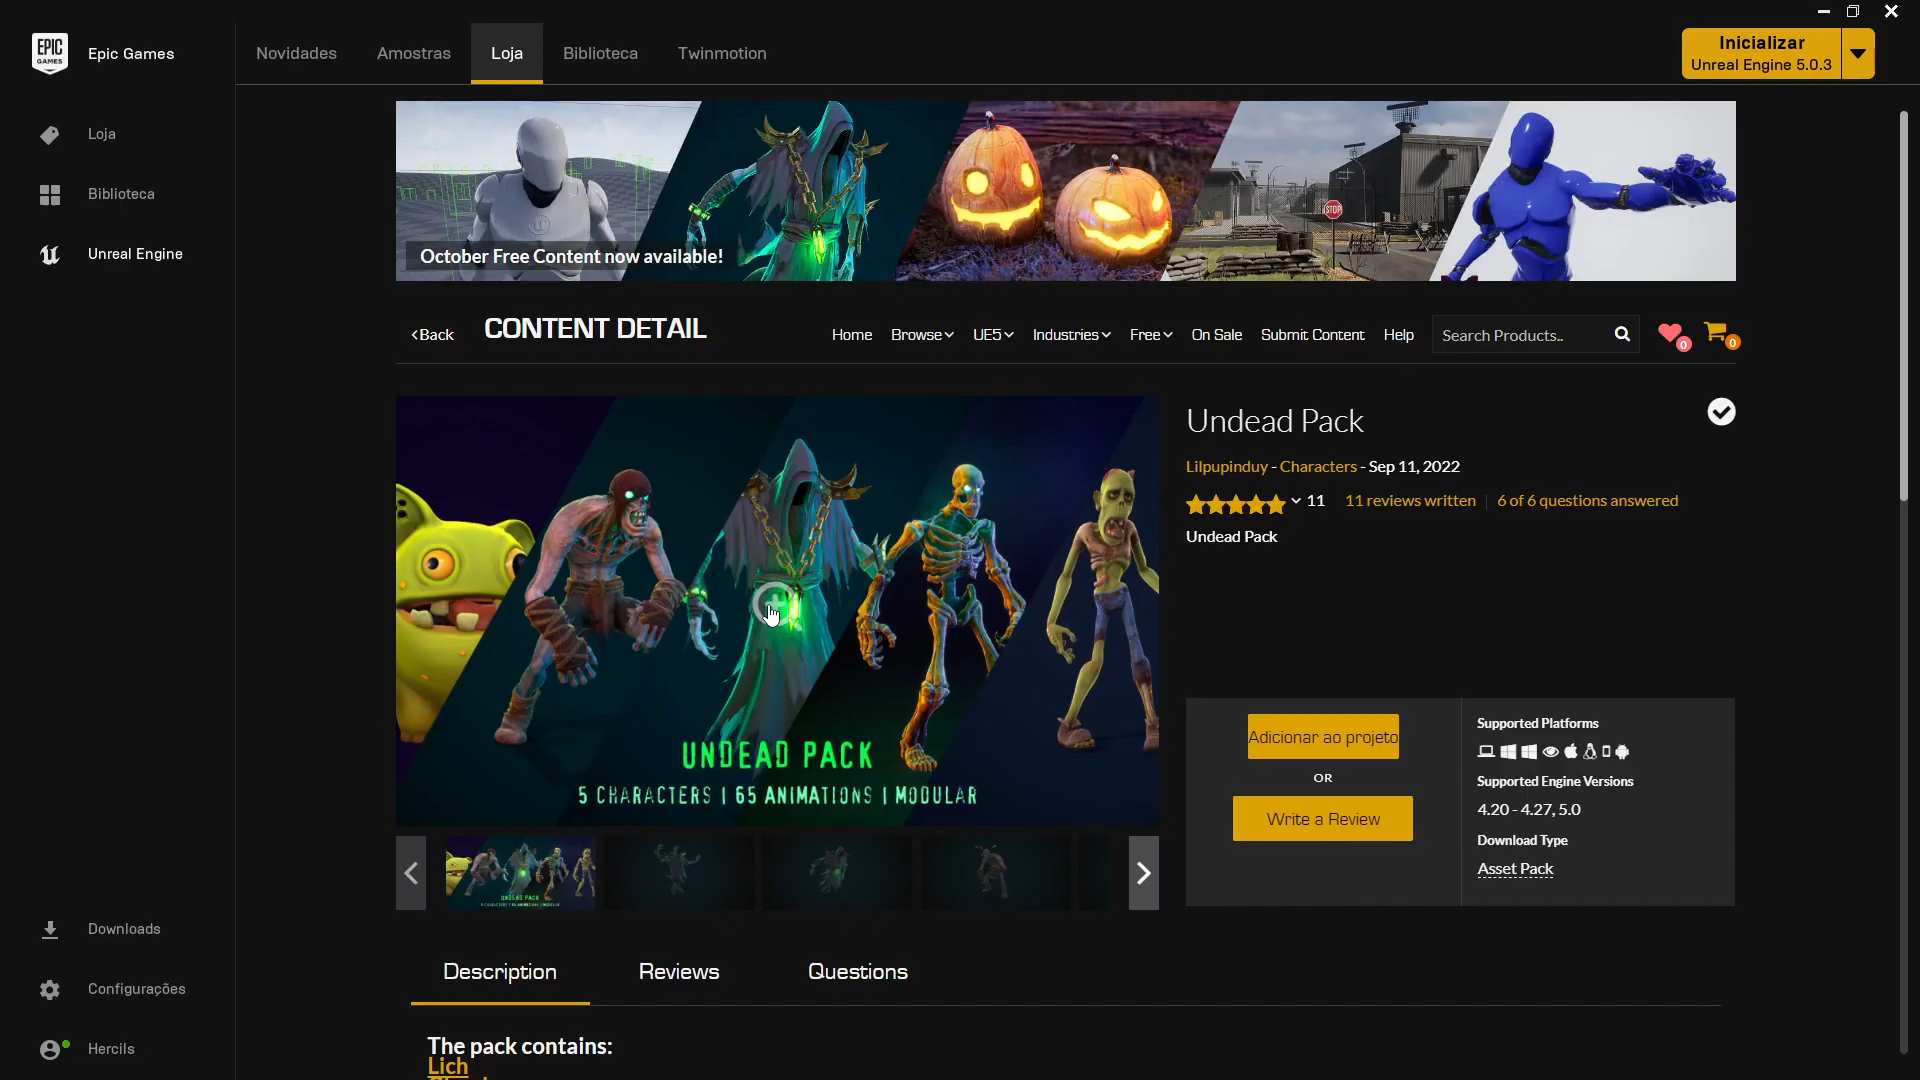 EPIC
GAMES
Epic Games
Novidades
Amostras
Loja
Biblioteca
Twinmotion
Inicializar
Unreal Engine 5.0.3
Loja
Biblioteca
Unreal Engine
STOP
October Free Content now available!
Back
CONTENT DETAIL
Home
Browse
UE5
Industries
Free
On Sale
Submit Content
Help
Search Products..
0
0
Undead Pack
Lilpupinduy - Characters - Sep 11, 2022
11
11 reviews written
6 of 6 questions answered
Undead Pack
UNDEAD PACK
5 CHARACTERS | 65 ANIMATIONS | MODULAR
Adicionar ao projeto
OR
Write a Review
Supported Platforms
Supported Engine Versions
4.20 - 4.27, 5.0
Download Type
Asset Pack
UNDEAD PACK
Description
Reviews
Questions
The pack contains:
Lich
Downloads
Configurações
Hercils